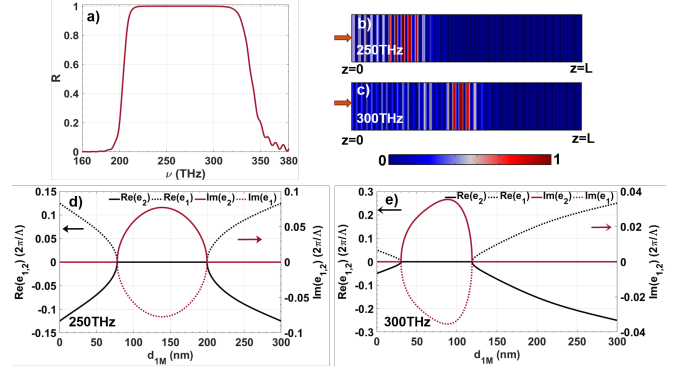 a)
R
1
0.8
0.6
0.4
0.2
0
160 200 240 280 320 350 380
ν (THz)
b)
250THz
z=0 z=L
c)
300THz
z=0 z=L
0 1
d)
Re(e2) Re(e1) Im(e2) Im(e1)
Re(e1,2) (2π/Λ)
0.15
0.1
0.05
0
-0.05
-0.1
-0.15
Im(e1,2) (2π/Λ)
0.1
0.05
0
-0.05
-0.1
250THz
0 50 100 150 200 250 300
d1M (nm)
e)
Re(e2) Re(e1) Im(e2) Im(e1)
Re(e1,2) (2π/Λ)
0.3
0.2
0.1
0
-0.1
-0.2
-0.3
Im(e1,2) (2π/Λ)
0.04
0.02
0
-0.02
-0.04
300THz
0 50 100 150 200 250 300
d1M (nm)